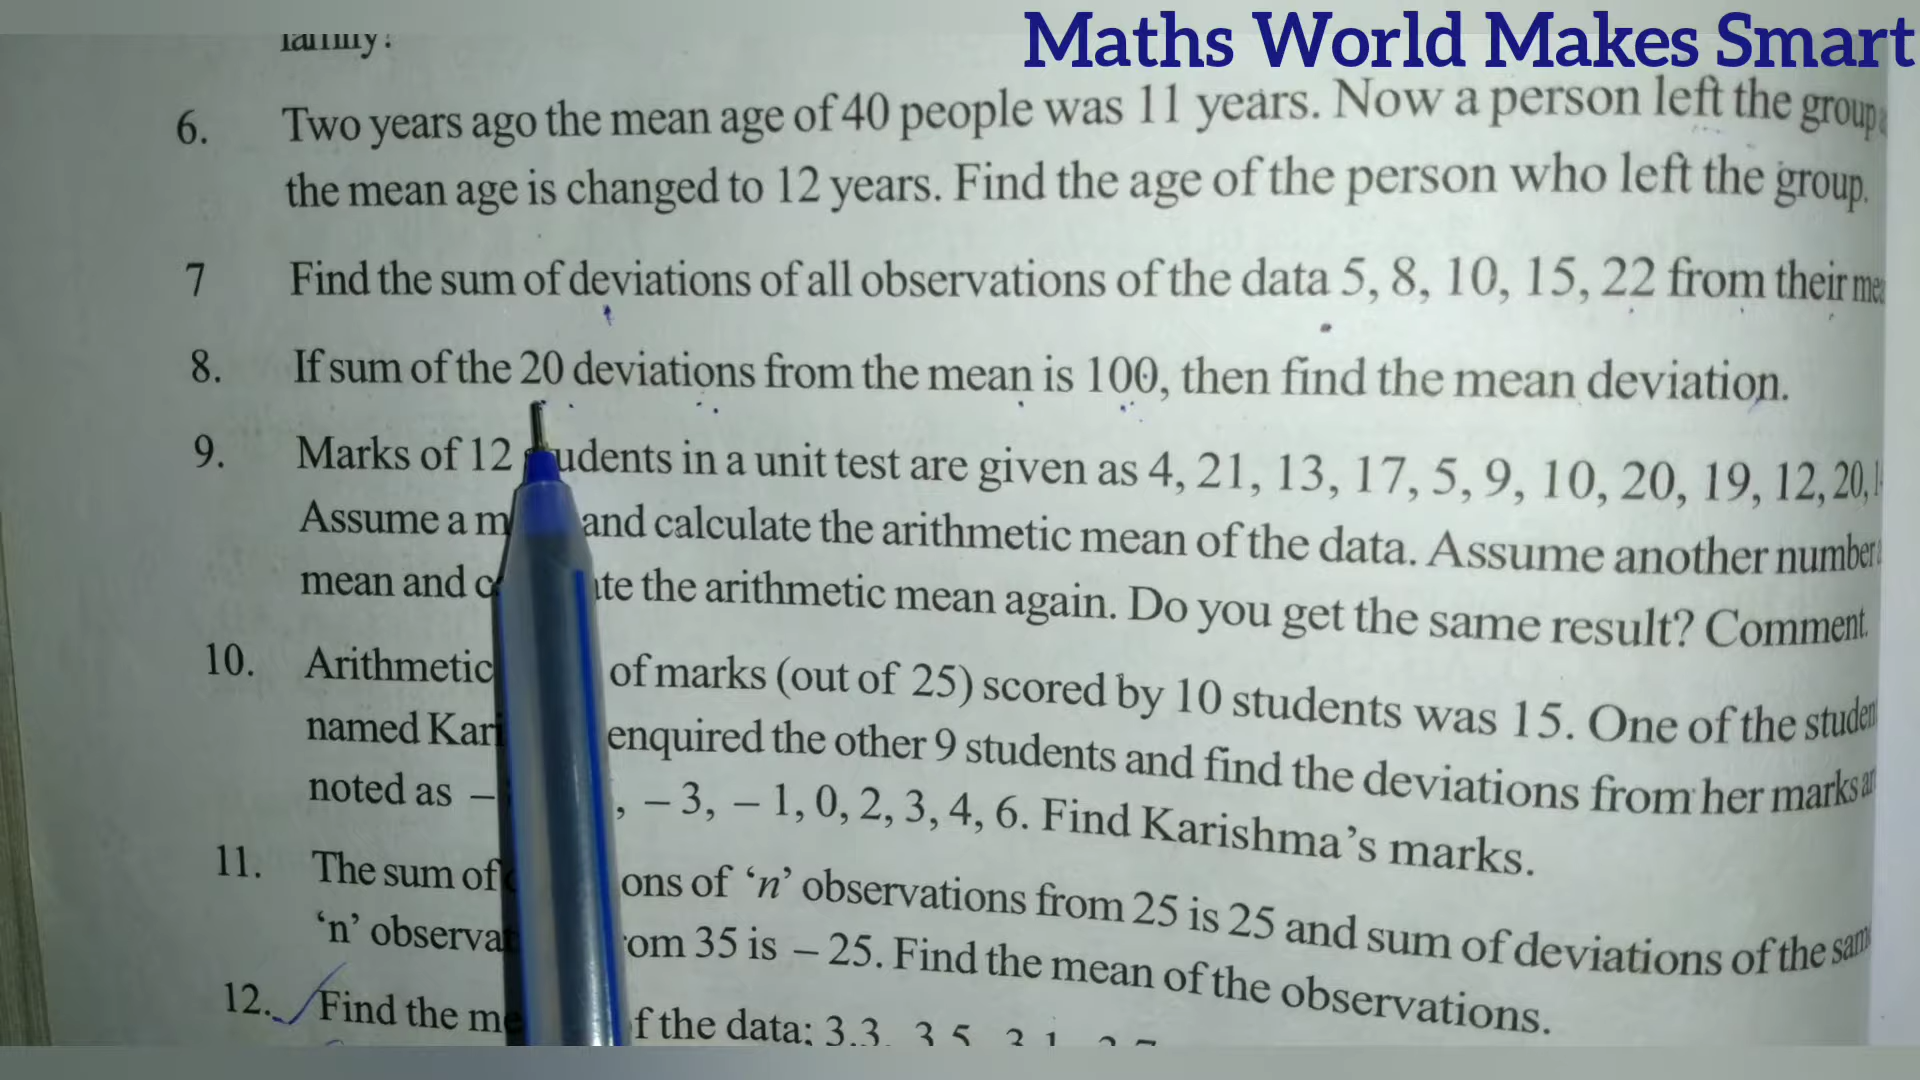 Maths World Makes Smart
family?
6. Two years ago the mean age of 40 people was 11 years. Now a person left the group
the mean age is changed to 12 years. Find the age of the person who left the group.
7 Find the sum of deviations of all observations of the data 5, 8, 10, 15, 22 from their
8. If sum of the 20 deviations from the mean is 100, then find the mean deviation.
9. Marks of 12 students in a unit test are given as 4, 21, 13, 17, 5, 9, 10, 20, 19, 12, 20,
Assume a and calculate the arithmetic mean of the data. Assume another number
mean and the arithmetic mean again. Do you get the same result? Comment.
10. Arithmetic of marks (out of 25) scored by 10 students was 15. One of the student
named enquired the other 9 students and find the deviations from her marks
noted as – , – 3, – 1, 0, 2, 3, 4, 6. Find Karishma's marks.
11. The sum of of 'n' observations from 25 is 25 and sum of deviations of the same
'n' 35 is – 25. Find the mean of the observations.
12. Find the the data; 3.3, 3.5, 3.1